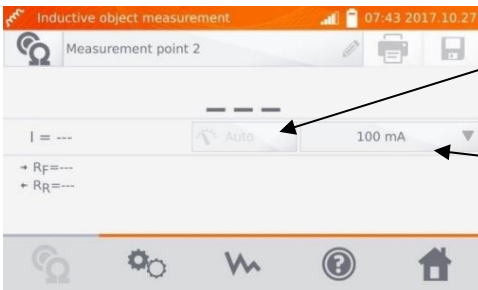 Inductive object measurement 07:43 2017.10.27
Measurement point 2
---
I = --- Auto 100 mA
→ RF=---
← RR=---